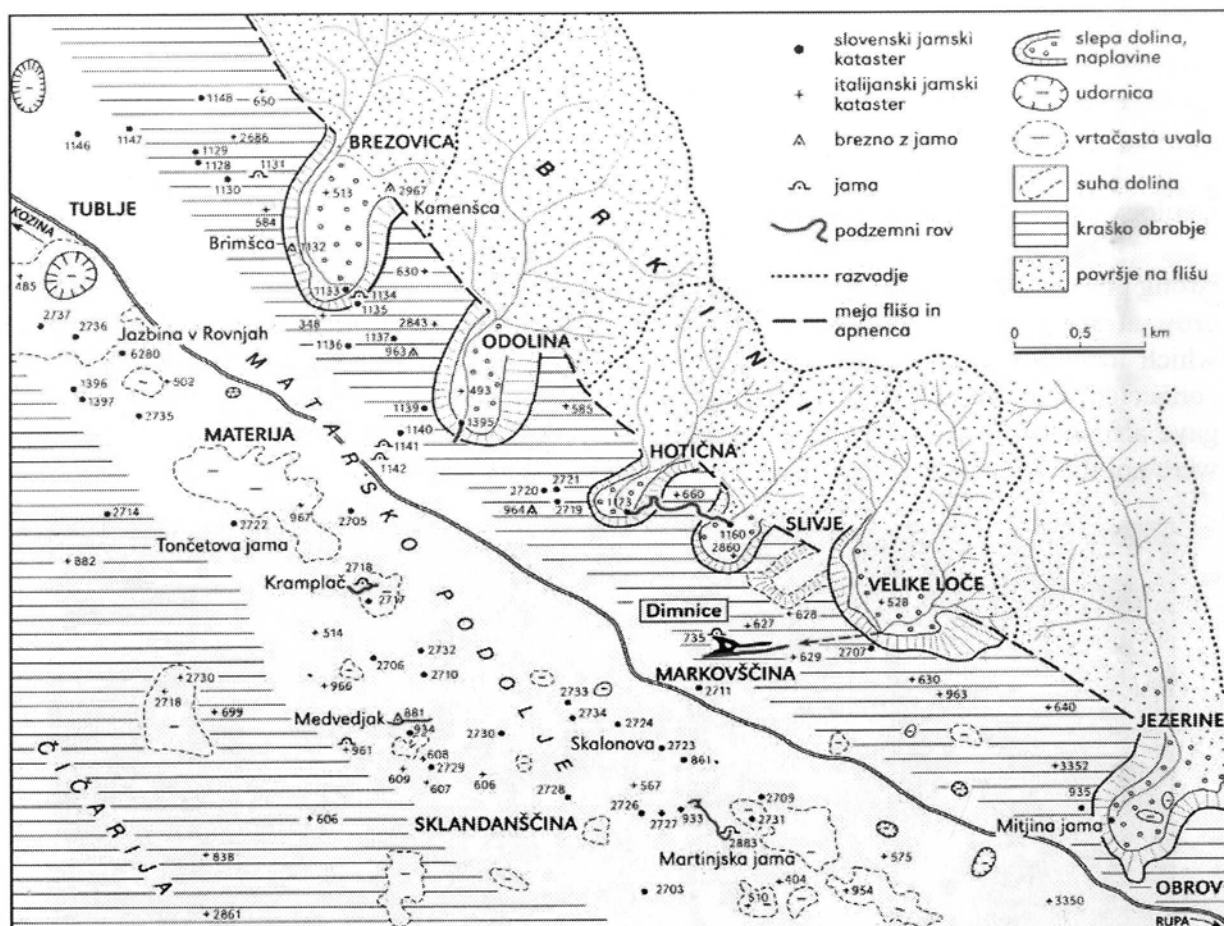 slovenski jamski
kataster
italijanski jamski
kataster
brezno z jamo
jama
podzemni rov
razvodje
meja fliša in
apnenca
slepa dolina,
naplavine
udornica
vrtačasta uvala
suha dolina
kraško obrobje
površje na flišu
0 0,5 1km
1148
650
1146
1147
2686
1129
1128
1131
1130
BREZOVICA
513
2967
Kamenšca
TUBLJE
584
KOZINA
Brimšca
1132
485
630
1133
1134
1135
2737
2736
348
2843
Jazbina v Rovnjah
1136
1137
963
ODOLINA
6280
BRKINI
1396
1397
502
493
2735
1139
585
1395
MATERIJA
1140
1141
1142
HOTIČNA
MATARSKO PODOLJE
2720
2721
660
2714
967
2705
964
2719
1173
2722
SLIVJE
1160
2860
Tončetova jama
882
2718
VELIKE LOČE
Kramplač
2717
528
Dimnice
628
627
514
735
2732
2707
2706
629
2730
966
2710
MARKOVŠČINA
630
2711
963
2718
2733
640
699
Medvedjak
881
2734
2724
JEZERINE
934
2730
Skalonova
2723
961
608
861
3352
609
2729
606
567
935
607
2728
2709
2726
606
SKLANDANŠČINA
2727
933
2731
Mitjina jama
2883
ČIČARIJA
838
Martinjska jama
575
404
2703
954
OBROV
510
2861
3350
RUPA